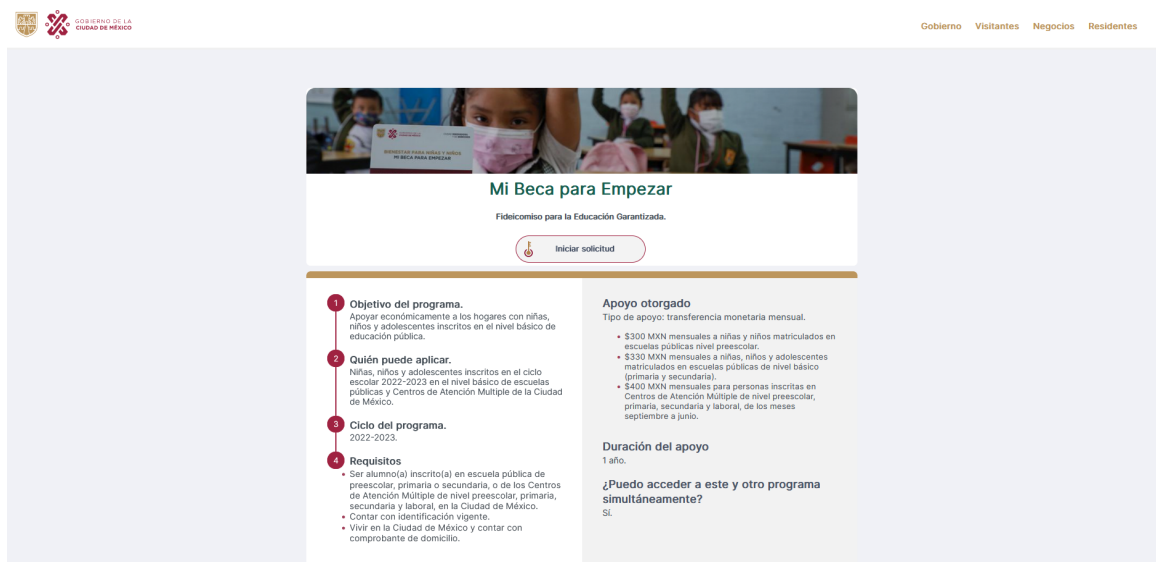 GOBIERNO DE LA
CIUDAD DE MÉXICO
Gobierno Visitantes Negocios Residentes
BIENESTAR PARA NIÑAS Y NIÑOS
MI BECA PARA EMPEZAR
Mi Beca para Empezar
Fideicomiso para la Educación Garantizada.
Iniciar solicitud
1 Objetivo del programa.
Apoyar económicamente a los hogares con niñas,
niños y adolescentes inscritos en el nivel básico de
educación pública.
2 Quién puede aplicar.
Niñas, niños y adolescentes inscritos en el ciclo
escolar 2022-2023 en el nivel básico de escuelas
públicas y Centros de Atención Multiple de la Ciudad
de México.
3 Ciclo del programa.
2022-2023.
4 Requisitos
• Ser alumno(a) inscrito(a) en escuela pública de
preescolar, primaria o secundaria, o de los Centros
de Atención Múltiple de nivel preescolar, primaria,
secundaria y laboral, en la Ciudad de México.
• Contar con identificación vigente.
• Vivir en la Ciudad de México y contar con
comprobante de domicilio.
Apoyo otorgado
Tipo de apoyo: transferencia monetaria mensual.
• $300 MXN mensuales a niñas y niños matriculados en
escuelas públicas nivel preescolar.
• $330 MXN mensuales a niñas, niños y adolescentes
matriculados en escuelas públicas de nivel básico
(primaria y secundaria).
• $400 MXN mensuales para personas inscritas en
Centros de Atención Múltiple de nivel preescolar,
primaria, secundaria y laboral, de los meses
septiembre a junio.
Duración del apoyo
1 año.
¿Puedo acceder a este y otro programa
simultáneamente?
Sí.